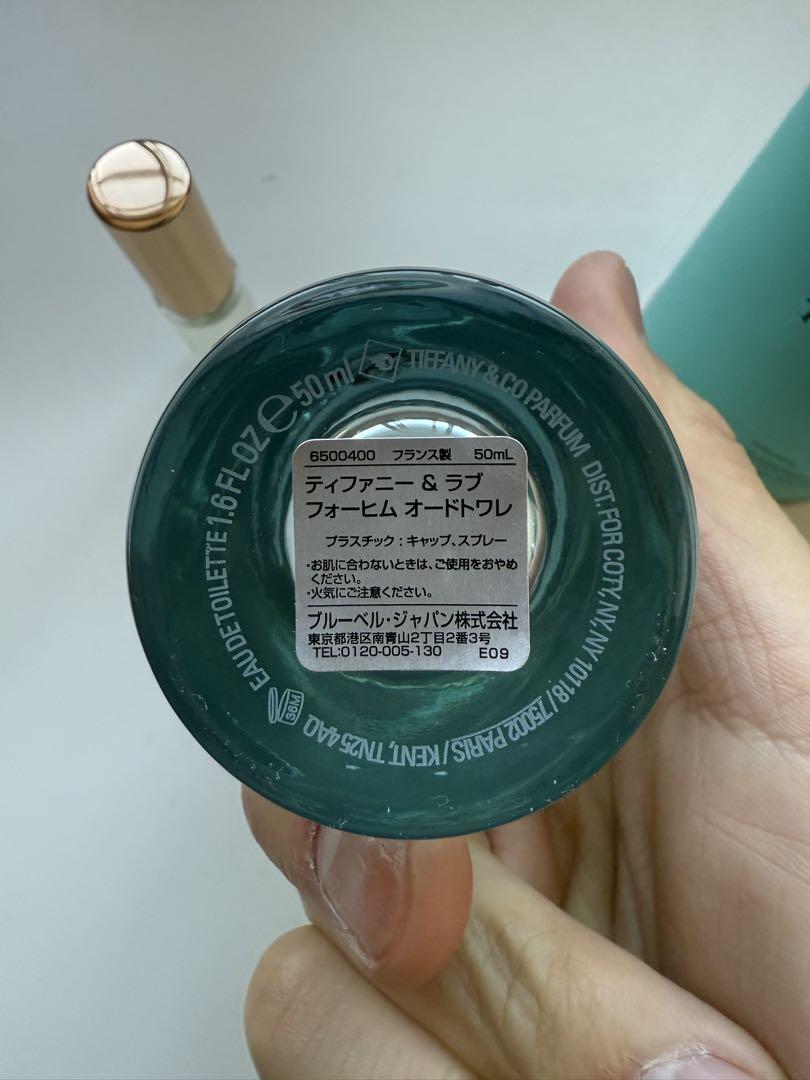 6500400 フランス製 50mL
ティファニー & ラブ
フォーヒム オードトワレ
プラスチック : キャップ、スプレー
・お肌に合わないときは、ご使用をおやめ
ください。
・火気にご注意ください。
ブルーベル・ジャパン株式会社
東京都港区南青山2丁目2番3号
TEL:0120-005-130 E09
EAU DE TOILETTE 1.6 FL OZ ℮ 50 ml TIFFANY & CO PARFUM DIST. FOR COTY, NY, NY 10118 / 75002 PARIS / KENT, TN25 4AQ.
36M